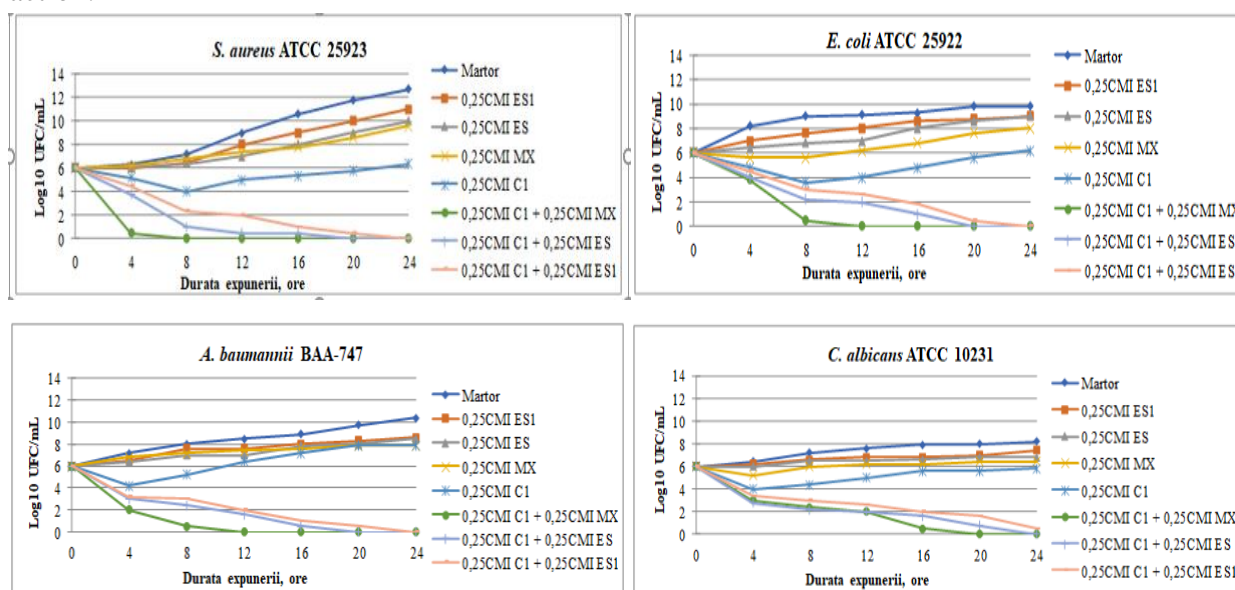 S. aureus ATCC 25923
Log10 UFC/mL
14
12
10
8
6
4
2
0
0 4 8 12 16 20 24
Durata expunerii, ore
Martor
0,25CMI ES1
0,25CMI ES
0,25CMI MX
0,25CMI C1
0,25CMI C1 + 0,25CMI MX
0,25CMI C1 + 0,25CMI ES
0,25CMI C1 + 0,25CMI ES1
E. coli ATCC 25922
Log10 UFC/mL
14
12
10
8
6
4
2
0
0 4 8 12 16 20 24
Durata expunerii, ore
Martor
0,25CMI ES1
0,25CMI ES
0,25CMI MX
0,25CMI C1
0,25CMI C1 + 0,25CMI MX
0,25CMI C1 + 0,25CMI ES
0,25CMI C1 + 0,25CMI ES
A. baumannii BAA-747
Log10 UFC/mL
14
12
10
8
6
4
2
0
0 4 8 12 16 20 24
Durata expunerii, ore
Martor
0,25CMI ES1
0,25CMI ES
0,25CMI MX
0,25CMI C1
0,25CMI C1 + 0,25CMI MX
0,25CMI C1 + 0,25CMI ES
0,25CMI C1 + 0,25CMI ES1
C. albicans ATCC 10231
Log10 UFC/mL
14
12
10
8
6
4
2
0
0 4 8 12 16 20 24
Durata expunerii, ore
Martor
0,25CMI ES1
0,25CMI ES
0,25CMI MX
0,25CMI C1
0,25CMI C1 + 0,25CMI MX
0,25CMI C1 + 0,25CMI ES
0,25CMI C1 + 0,25CMI ES1